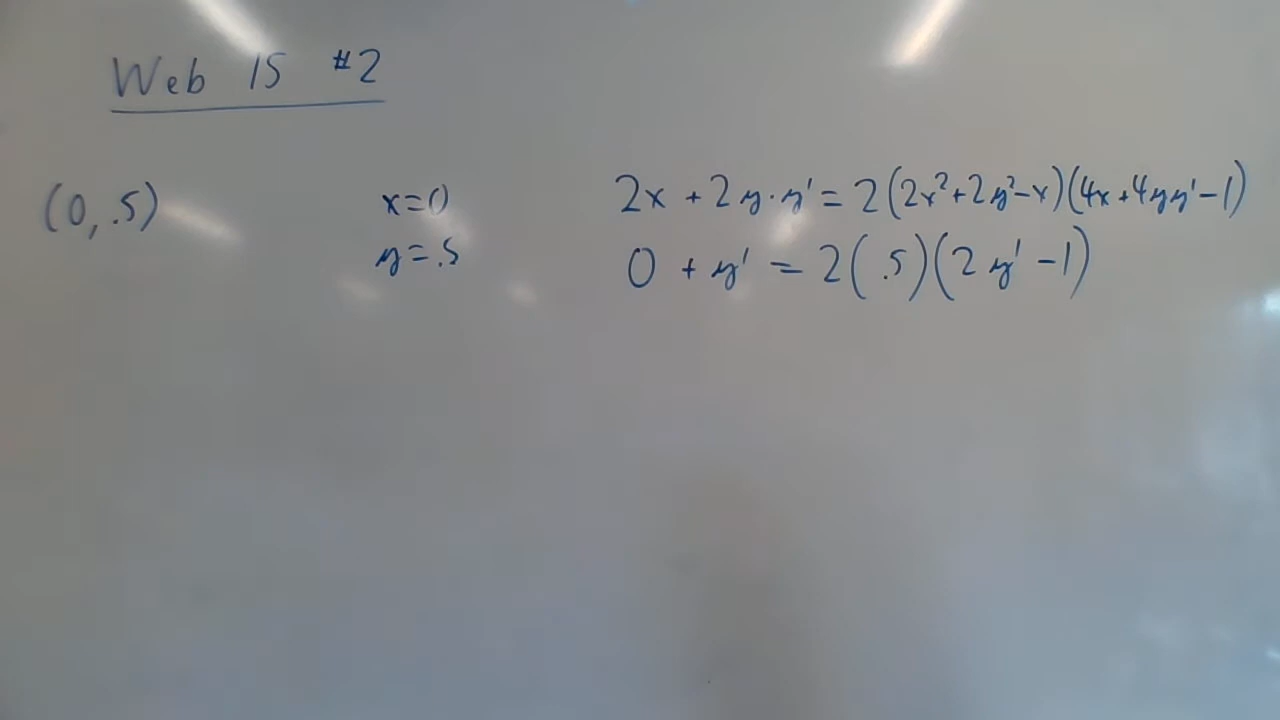 Web 15 #2
(0, .5)
x=0
y=.5
2x + 2y·y' = 2(2x²+2y²-x)(4x+4yy'-1)
0 + y' = 2(.5)(2y'-1)